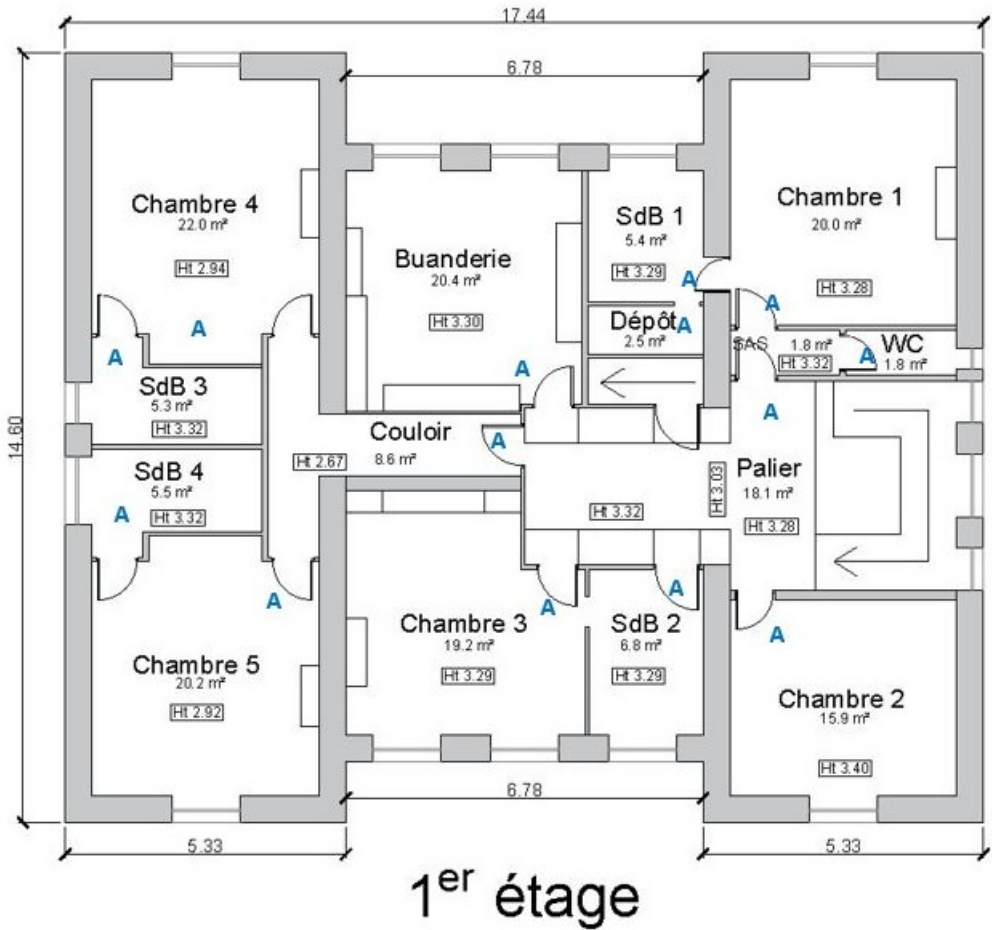 17.44
6.78
14.60
Chambre 4
22.0 m²
Ht 2.94
A
A
SdB 3
5.3 m²
Ht 3.32
SdB 4
5.5 m²
A
Ht 3.32
A
Chambre 5
20.2 m²
Ht 2.92
Buanderie
20.4 m²
Ht 3.30
A
Couloir
A
8.6 m²
Ht 2.67
SdB 1
5.4 m²
Ht 3.29
A
Dépôt
A
2.5 m²
Chambre 1
20.0 m²
Ht 3.28
A
SAS
1.8 m²
Ht 3.32
A
WC
1.8 m²
A
Palier
18.1 m²
Ht 3.28
Ht 3.03
Ht 3.32
A
Chambre 3
19.2 m²
Ht 3.29
A
SdB 2
6.8 m²
Ht 3.29
A
Chambre 2
15.9 m²
Ht 3.40
6.78
5.33
5.33
1er étage